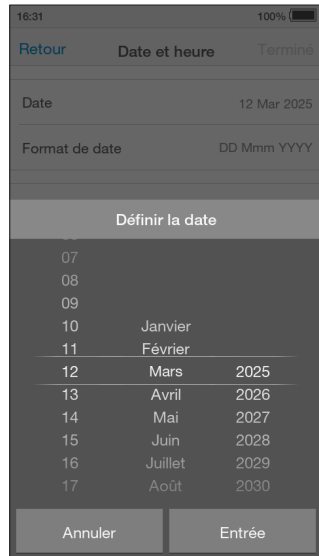 16:31 100%
Retour Date et heure Terminé
Date 12 Mar 2025
Format de date DD Mmm YYYY
Définir la date
07
08
09
10 Janvier
11 Février
12 Mars 2025
13 Avril 2026
14 Mai 2027
15 Juin 2028
16 Juillet 2029
17 Août 2030
Annuler Entrée